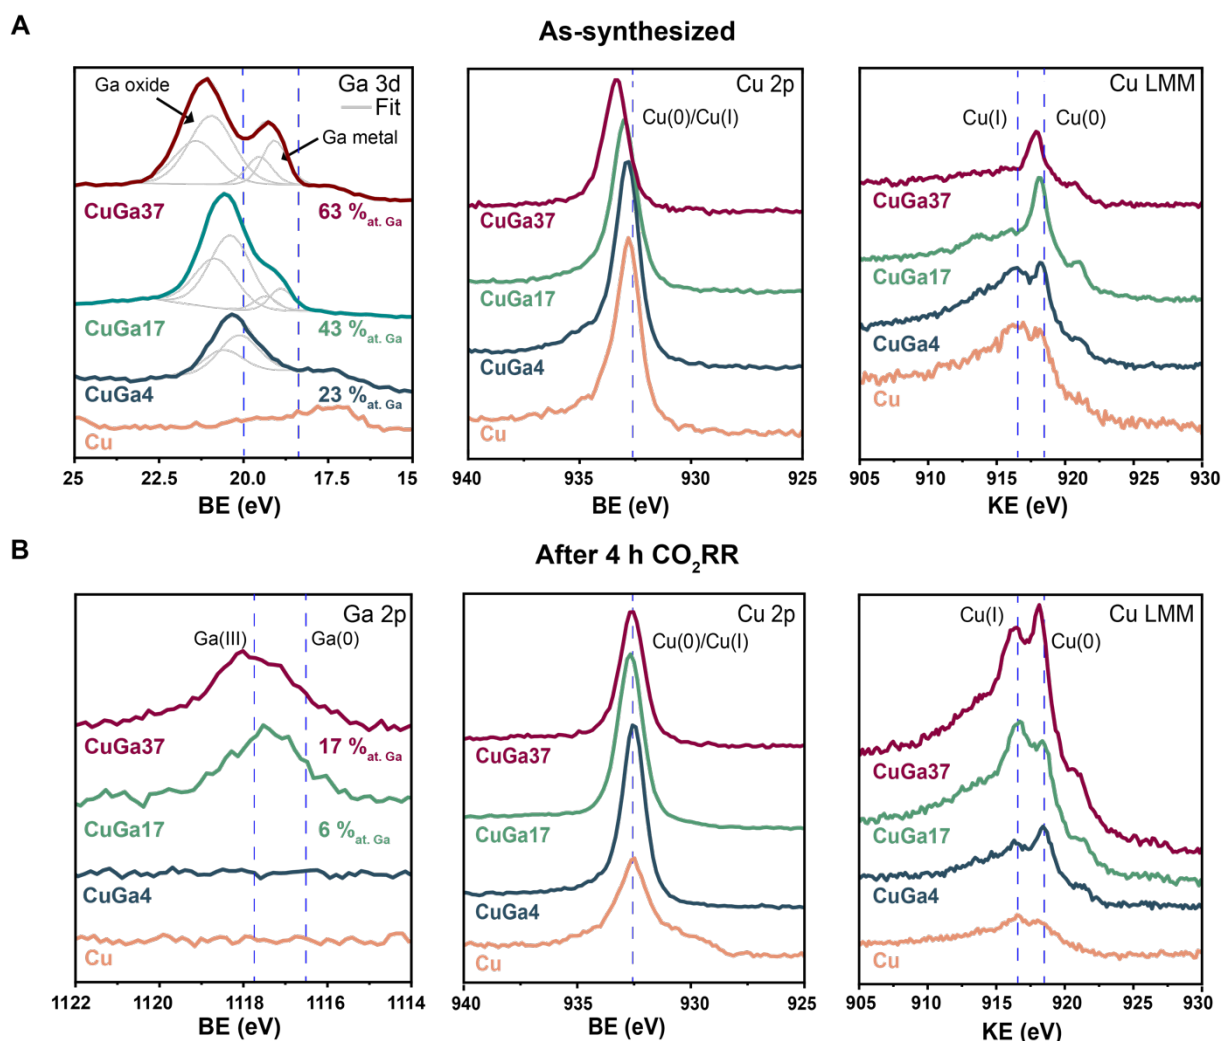 A
As-synthesized
Ga oxide
Ga 3d
Fit
Ga metal
CuGa37
63 %at. Ga
CuGa17
43 %at. Ga
CuGa4
23 %at. Ga
Cu
25 22.5 20 17.5 15
BE (eV)
Cu 2p
Cu(0)/Cu(I)
CuGa37
CuGa17
CuGa4
Cu
940 935 930 925
BE (eV)
Cu LMM
Cu(I) Cu(0)
CuGa37
CuGa17
CuGa4
Cu
905 910 915 920 925 930
KE (eV)
B
After 4 h CO2RR
Ga 2p
Ga(III) Ga(0)
CuGa37
17 %at. Ga
CuGa17
6 %at. Ga
CuGa4
Cu
1122 1120 1118 1116 1114
BE (eV)
Cu 2p
Cu(0)/Cu(I)
CuGa37
CuGa17
CuGa4
Cu
940 935 930 925
BE (eV)
Cu LMM
Cu(I)
Cu(0)
CuGa37
CuGa17
CuGa4
Cu
905 910 915 920 925 930
KE (eV)